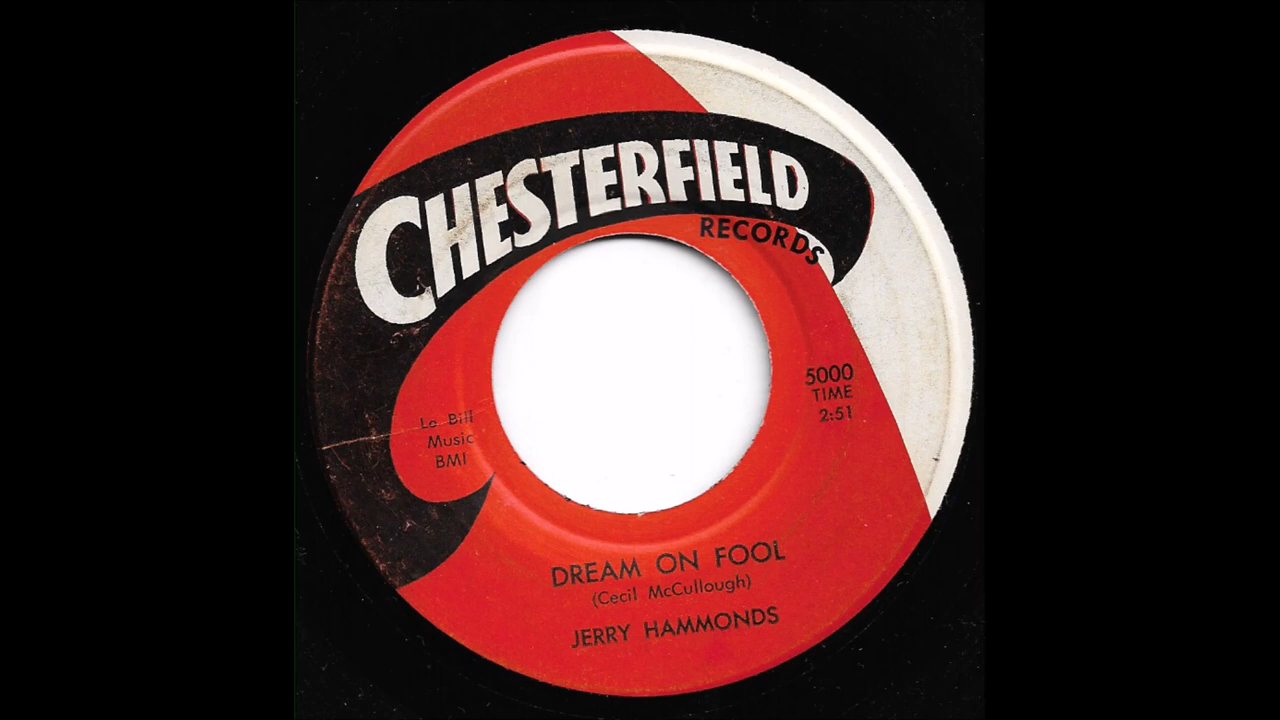 CHESTERFIELD
RECORDS
5000
TIME
2:51
Lo Bill
Music
BMI
DREAM ON FOOL
(Cecil McCullough)
JERRY HAMMONDS